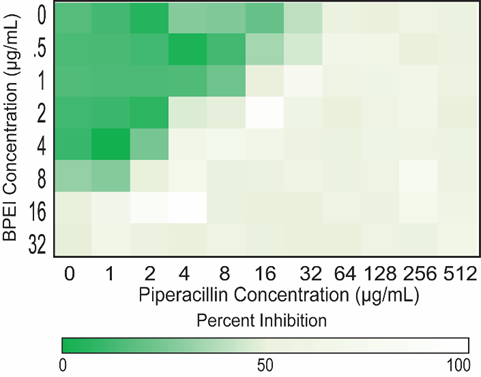 BPEI Concentration (µg/mL)
0
.5
1
2
4
8
16
32
0 1 2 4 8 16 32 64 128 256 512
Piperacillin Concentration (µg/mL)
Percent Inhibition
0 50 100